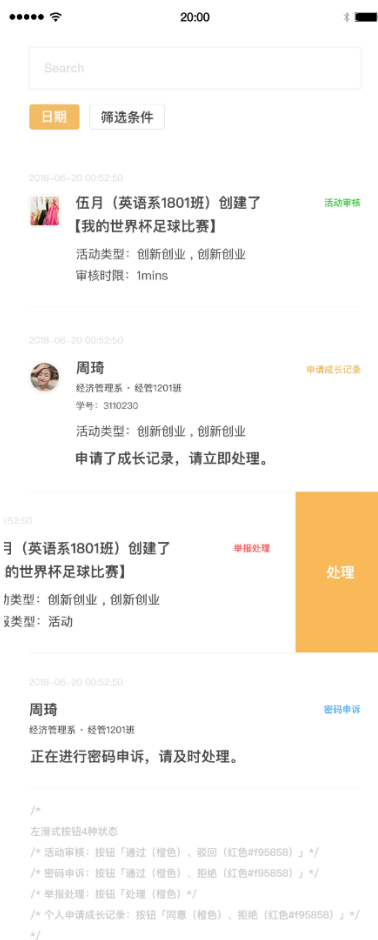 20:00
Search
日期
筛选条件
2018-06-20 00:52:50
伍月（英语系1801班）创建了
活动审核
【我的世界杯足球比赛】
活动类型：创新创业，创新创业
审核时限：1mins
2018-06-20 00:52:50
周琦
申请成长记录
经济管理系 · 经管1201班
学号：3110230
活动类型：创新创业，创新创业
申请了成长记录，请立即处理。
:52:50
（英语系1801班）创建了
举报处理
的世界杯足球比赛】
处理
类型：创新创业，创新创业
类型：活动
2018-06-20 00:52:50
周琦
密码申诉
经济管理系 · 经管1201班
正在进行密码申诉，请及时处理。
/*
左滑式按钮4种状态
/* 活动审核：按钮「通过（橙色）、驳回（红色#f95858）」*/
/* 密码申诉：按钮「通过（橙色）、拒绝（红色#f95858）」*/
/* 举报处理：按钮「处理（橙色）*/
/* 个人申请成长记录：按钮「同意（橙色）、拒绝（红色#f95858）」*/
*/